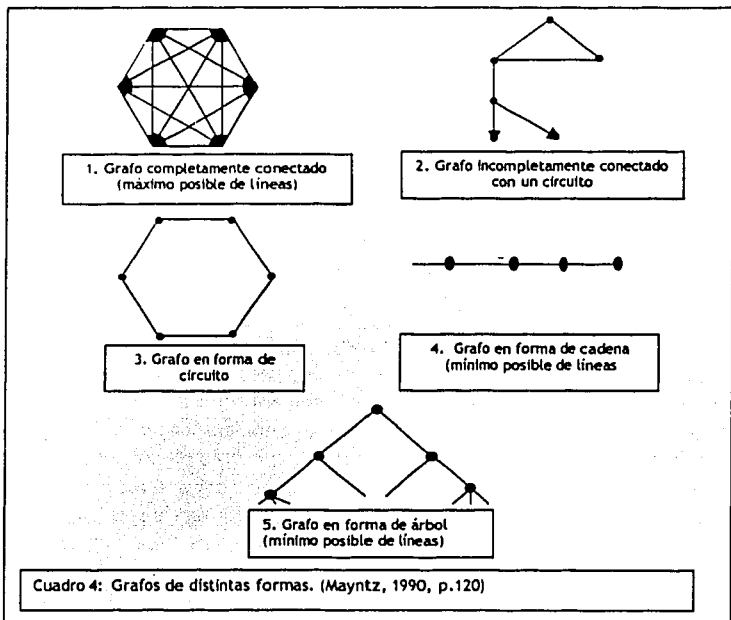 1. Grafo completamente conectado
(máximo posible de líneas)
2. Grafo incompletamente conectado
con un círcuito
3. Grafo en forma de
círcuito
4. Grafo en forma de cadena
(mínimo posible de líneas
5. Grafo en forma de árbol
(mínimo posible de líneas)
Cuadro 4: Grafos de distintas formas. (Mayntz, 1990, p.120)